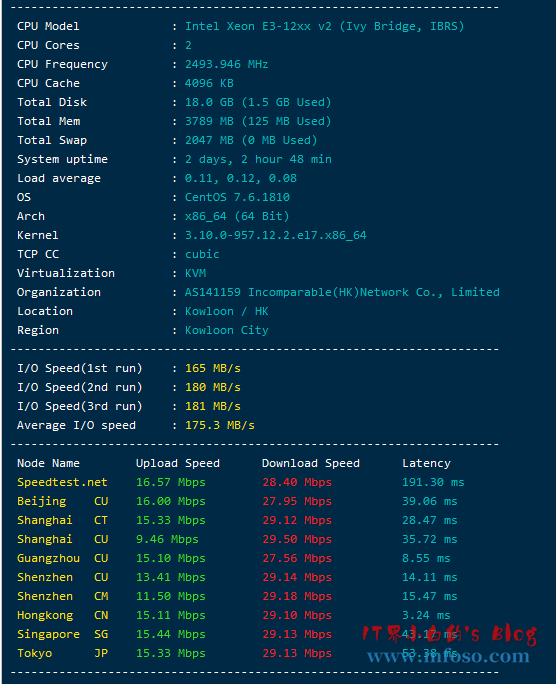 ----------------------------------------------------------------------
CPU Model : Intel Xeon E3-12xx v2 (Ivy Bridge, IBRS)
CPU Cores : 2
CPU Frequency : 2493.946 MHz
CPU Cache : 4096 KB
Total Disk : 18.0 GB (1.5 GB Used)
Total Mem : 3789 MB (125 MB Used)
Total Swap : 2047 MB (0 MB Used)
System uptime : 2 days, 2 hour 48 min
Load average : 0.11, 0.12, 0.08
OS : CentOS 7.6.1810
Arch : x86_64 (64 Bit)
Kernel : 3.10.0-957.12.2.el7.x86_64
TCP CC : cubic
Virtualization : KVM
Organization : AS141159 Incomparable(HK)Network Co., Limited
Location : Kowloon / HK
Region : Kowloon City
----------------------------------------------------------------------
I/O Speed(1st run) : 165 MB/s
I/O Speed(2nd run) : 180 MB/s
I/O Speed(3rd run) : 181 MB/s
Average I/O speed : 175.3 MB/s
----------------------------------------------------------------------
Node Name Upload Speed Download Speed Latency
Speedtest.net 16.57 Mbps 28.40 Mbps 191.30 ms
Beijing CU 16.00 Mbps 27.95 Mbps 39.06 ms
Shanghai CT 15.33 Mbps 29.12 Mbps 28.47 ms
Shanghai CU 9.46 Mbps 29.50 Mbps 35.72 ms
Guangzhou CU 15.10 Mbps 27.56 Mbps 8.55 ms
Shenzhen CU 13.41 Mbps 29.14 Mbps 14.11 ms
Shenzhen CM 11.50 Mbps 29.18 Mbps 15.47 ms
Hongkong CN 15.11 Mbps 29.10 Mbps 3.24 ms
Singapore SG 15.44 Mbps 29.13 Mbps 43.17 ms
Tokyo JP 15.33 Mbps 29.13 Mbps 53.38 ms
----------------------------------------------------------------------
Blog
www.infoso.com